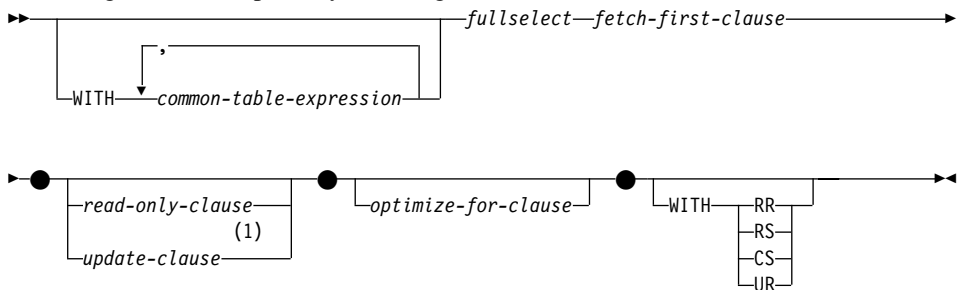 fullselect fetch-first-clause
,
WITH common-table-expression
read-only-clause optimize-for-clause WITH RR
(1) RS
update-clause CS
UR